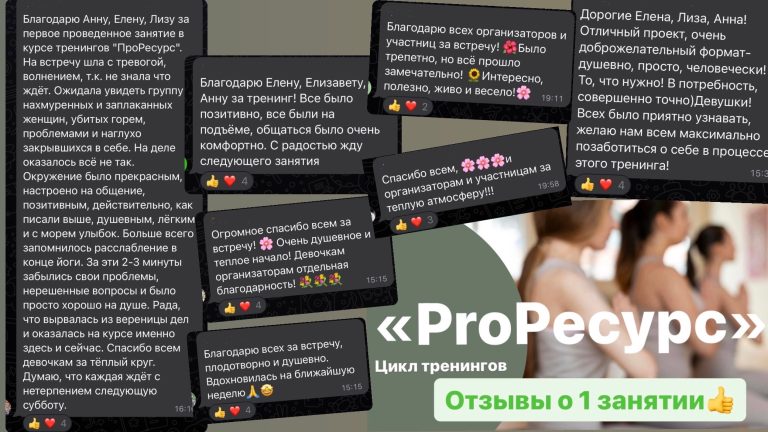 Благодарю Анну, Елену, Лизу за
первое проведенное занятие в
курсе тренингов "ПроРесурс".
На встречу шла с тревогой,
волнением, т.к. не знала что
ждёт. Ожидала увидеть группу
нахмуренных и заплаканных
женщин, убитых горем,
проблемами и наглухо
закрывшихся в себе. На деле
оказалось всё не так.
Окружение было прекрасным,
настроено на общение,
позитивным, действительно, как
писали выше, душевным, лёгким
и с морем улыбок. Больше всего
запомнилось расслабление в
конце йоги. За эти 2-3 минуты
забылись свои проблемы,
нерешенные вопросы и было
просто хорошо на душе. Рада,
что вырвалась из вереницы дел
и оказалась на курсе именно
здесь и сейчас. Спасибо всем
девочкам за тёплый круг.
Думаю, что каждая ждёт с
нетерпением следующую
субботу.
👍❤️ 4
Благодарю Елену, Елизавету,
Анну за тренинг! Все было
позитивно, все были на
подъёме, общаться было очень
комфортно. С радостью жду
следующего занятия
👍❤️ 4
Огромное спасибо всем за
встречу! 🌸 Очень душевное и
теплое начало! Девочкам
организаторам отдельная
благодарность! 💐💐💐
15:15
👍❤️ 4
Благодарю всех за встречу,
плодотворно и душевно.
Вдохновилась на ближайшую
неделю🙏🤩
15:15
👍❤️ 4
Благодарю всех организаторов и
участниц за встречу! 🌺Было
трепетно, но всё прошло
замечательно! 🌻Интересно,
полезно, живо и весело!🌸
19:11
👍❤️ 2
Спасибо всем, 🌸🌸🌸и
организаторам и участницам за
теплую атмосферу!!!
19:58
👍❤️ 3
Дорогие Елена, Лиза, Анна!
Отличный проект, очень
доброжелательный формат-
душевно, просто, человечески!
То, что нужно! В потребность,
совершенно точно)Девушки!
Всех было приятно узнавать,
желаю нам всем максимально
позаботиться о себе в процессе
этого тренинга!
👍❤️ 4
«ProРесурс»
Цикл тренингов
Отзывы о 1 занятии👍